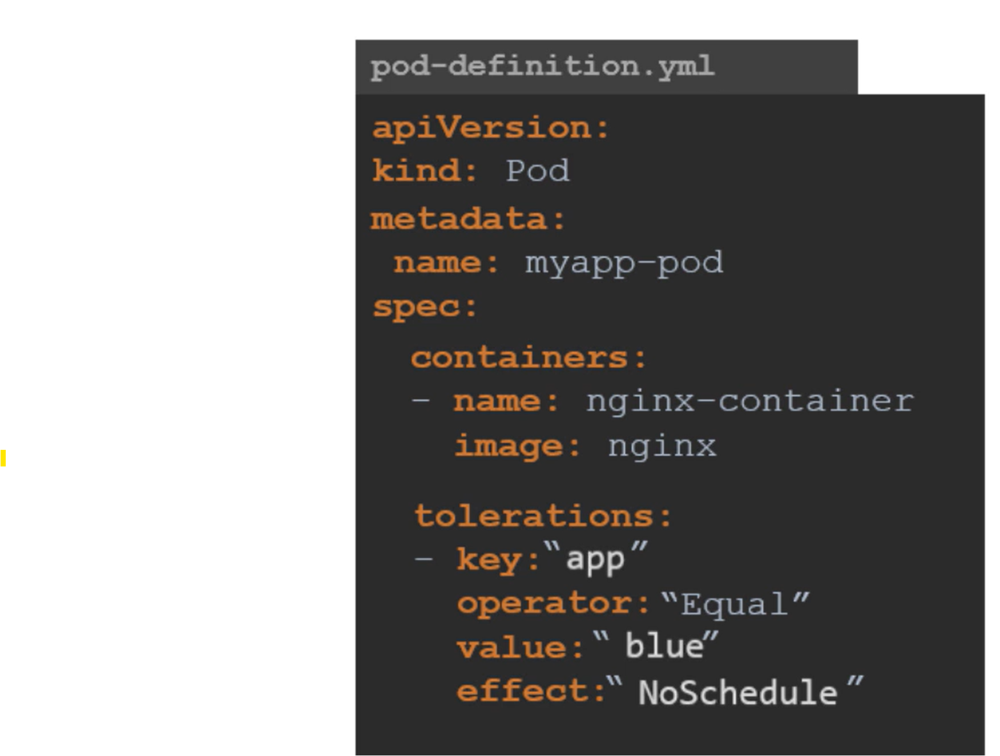 pod-definition.yml
apiVersion:
kind: Pod
metadata:
name: myapp-pod
spec:
containers:
- name: nginx-container
image: nginx
tolerations:
- key:“app”
operator:“Equal”
value:“ blue”
effect:“ NoSchedule ”